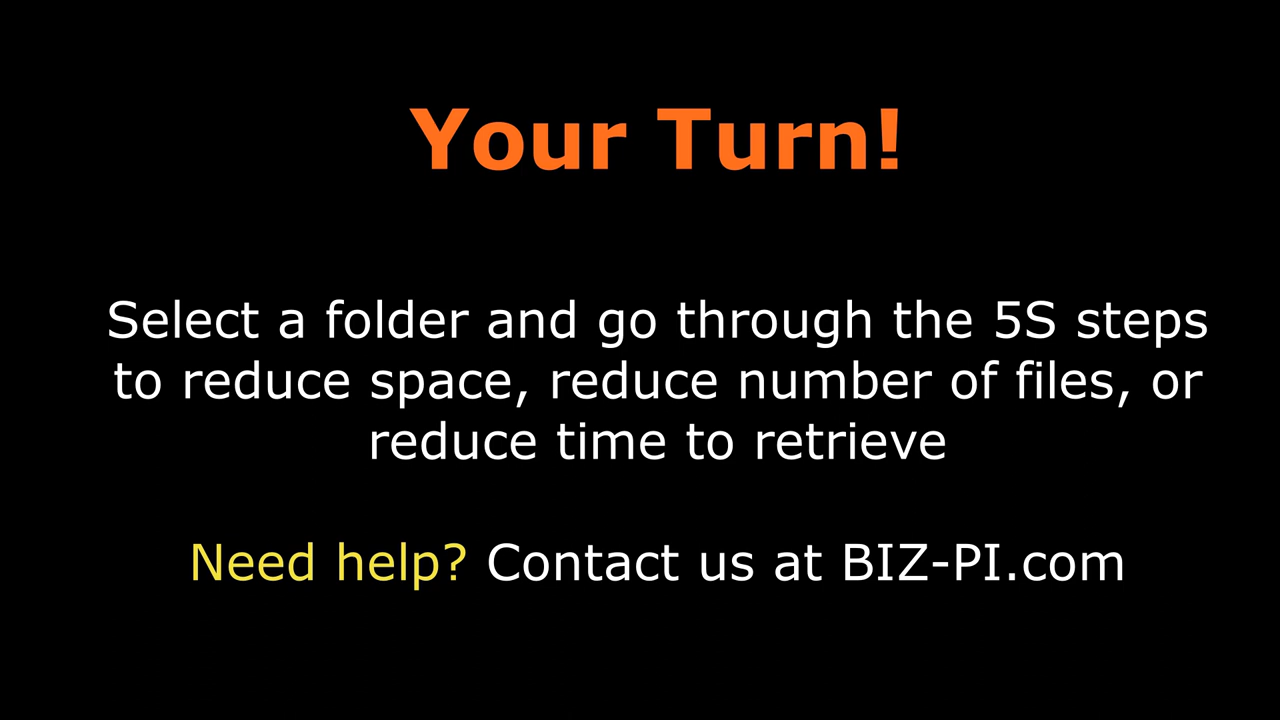 Your Turn!
Select a folder and go through the 5S steps
to reduce space, reduce number of files, or
reduce time to retrieve
Need help? Contact us at BIZ-PI.com